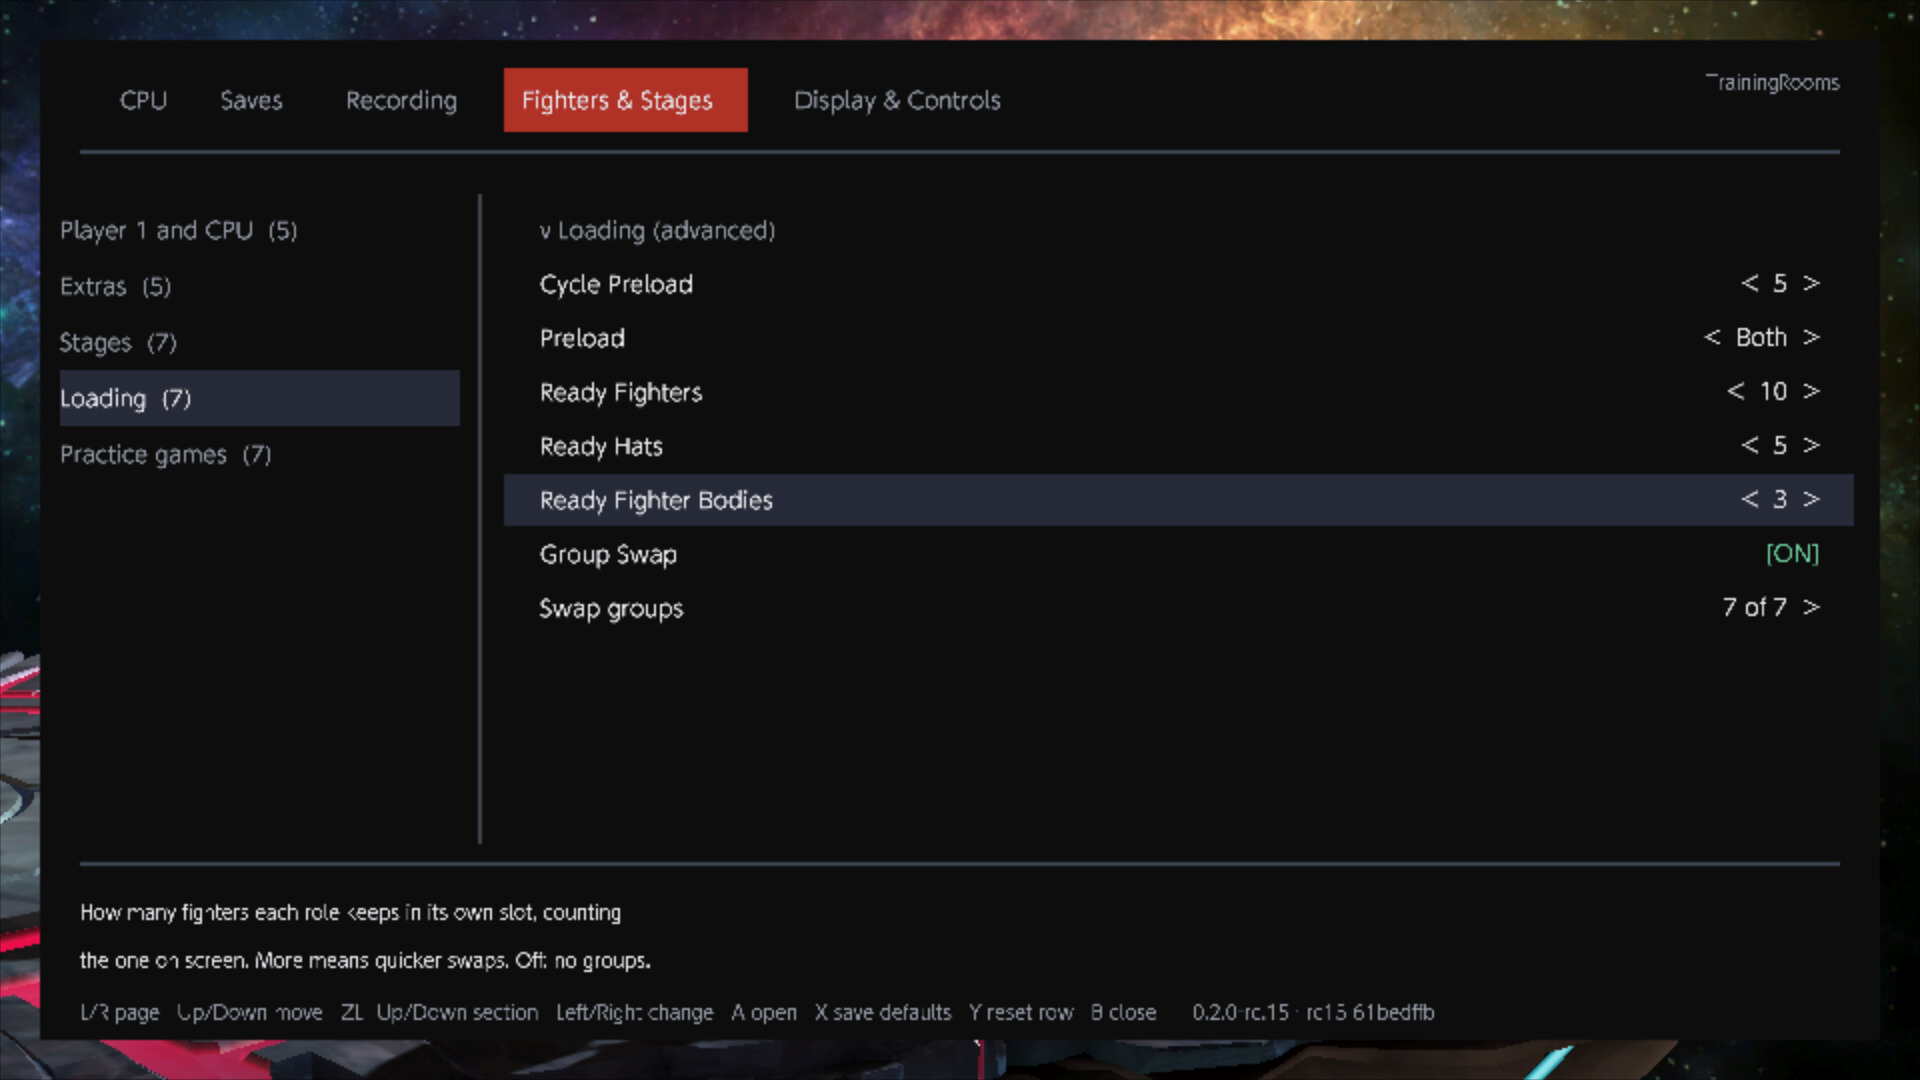 CPU Saves Recording Fighters & Stages Display & Controls TrainingRooms
Player 1 and CPU (5)
Extras (5)
Stages (7)
Loading (7)
Practice games (7)
v Loading (advanced)
Cycle Preload < 5 >
Preload < Both >
Ready Fighters < 10 >
Ready Hats < 5 >
Ready Fighter Bodies < 3 >
Group Swap [ON]
Swap groups 7 of 7 >
How many fighters each role keeps in its own slot, counting
the one on screen. More means quicker swaps. Off: no groups.
L/R page Up/Down move ZL Up/Down section Left/Right change A open X save defaults Y reset row B close 0.2.0-rc.15